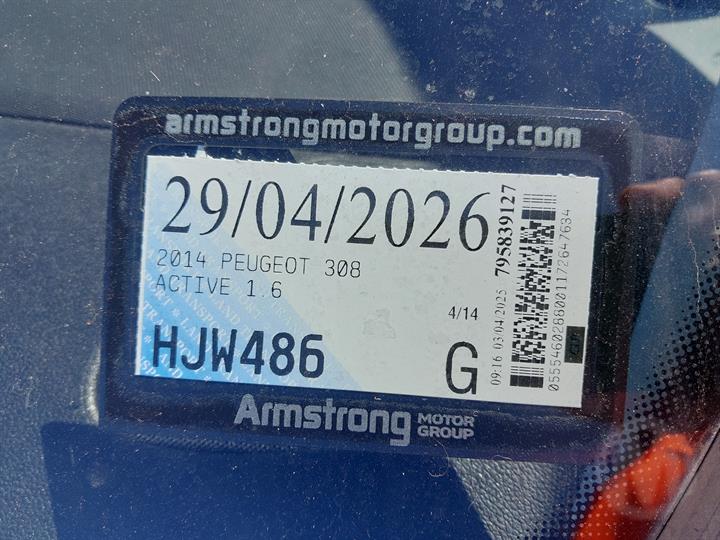 armstrongmotorgroup.com
29/04/2026
2014 PEUGEOT 308
ACTIVE 1.6
4/14
HJW486
G
09:16 03/04/2025 795839127
0555460288001172647634
Armstrong MOTOR
GROUP